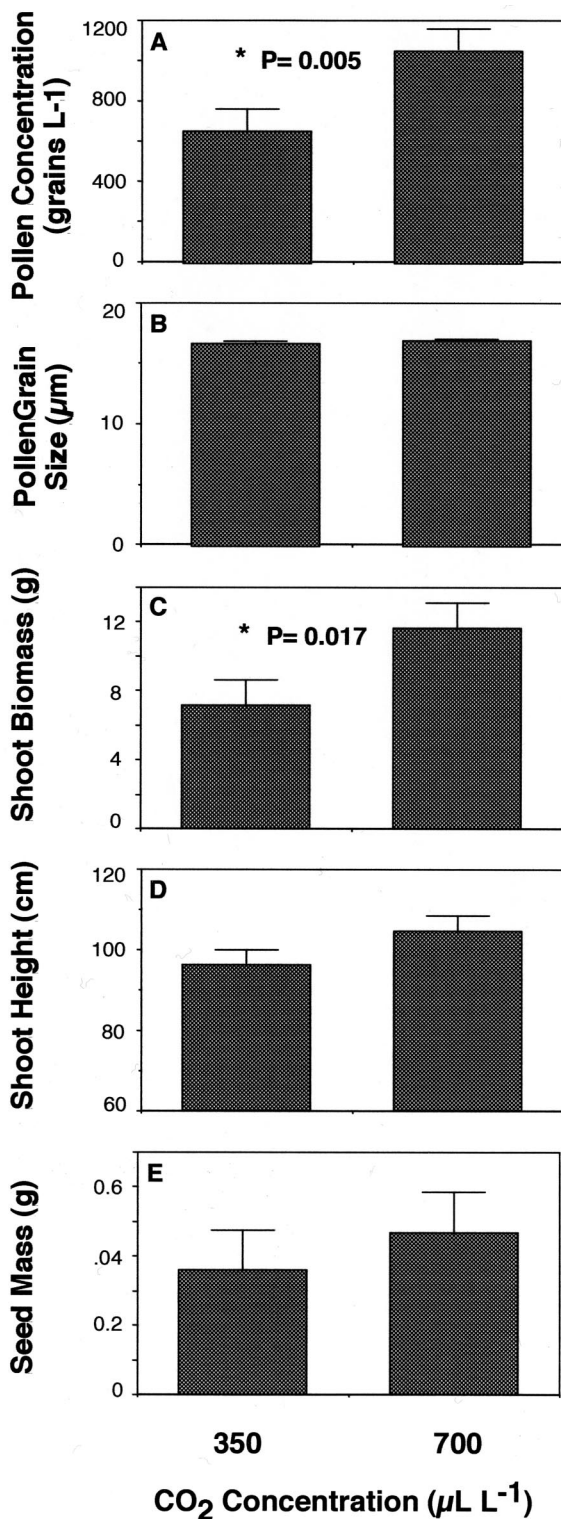 A
* P= 0.005
Pollen Concentration
(grains L-1)
1200
800
400
0
B
PollenGrain
Size (µm)
20
10
0
C
* P= 0.017
Shoot Biomass (g)
12
8
4
0
D
Shoot Height (cm)
120
100
80
60
E
Seed Mass (g)
0.6
.04
0.2
0
350 700
CO₂ Concentration (µL L⁻¹)